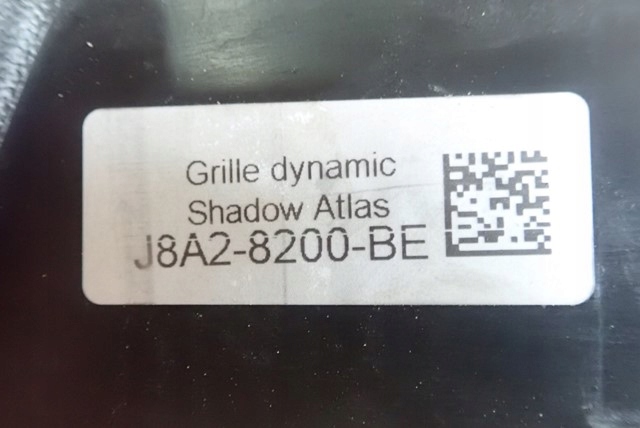 Grille dynamic
Shadow Atlas
J8A2-8200-BE